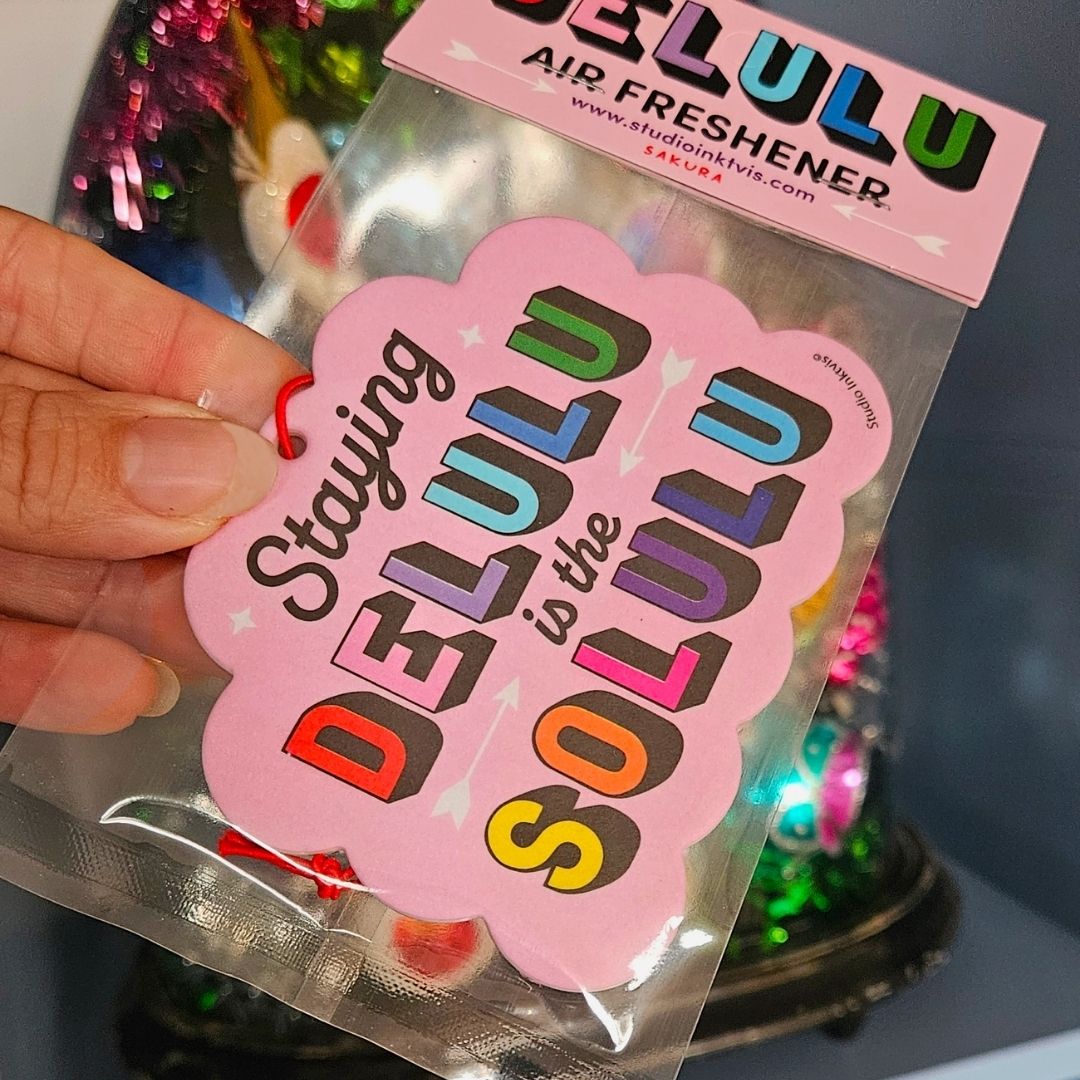 DELULU
AIR FRESHENER
www.studioinktvis.com
SAKURA
Staying
DELULU
is the
SOLULU
Studio Inktvis©